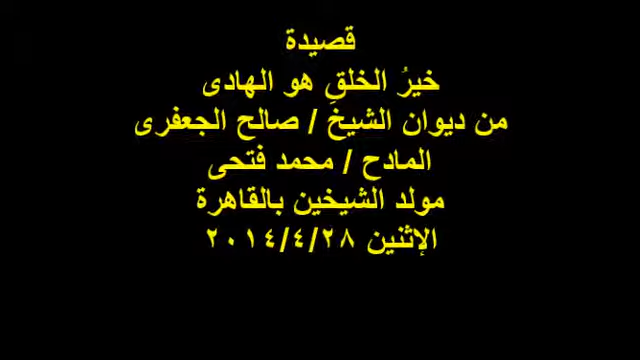 قصيدة
خيرُ الخلقِ هو الهادى
من ديوان الشيخ / صالح الجعفرى
المادح / محمد فتحى
مولد الشيخين بالقاهرة
الإثنين ٢٠١٤/٤/٢٨